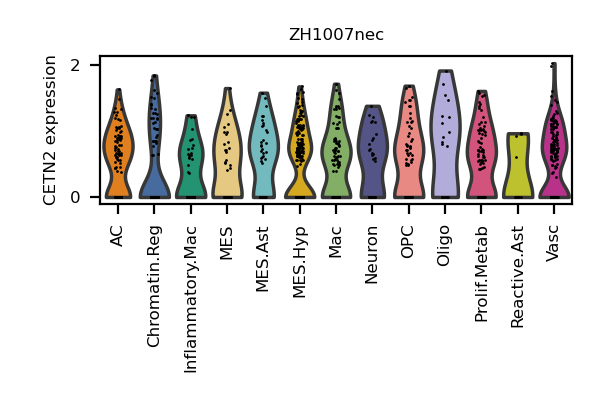 ZH1007nec
CETN2 expression
2
0
AC
Chromatin.Reg
Inflammatory.Mac
MES
MES.Ast
MES.Hyp
Mac
Neuron
OPC
Oligo
Prolif.Metab
Reactive.Ast
Vasc